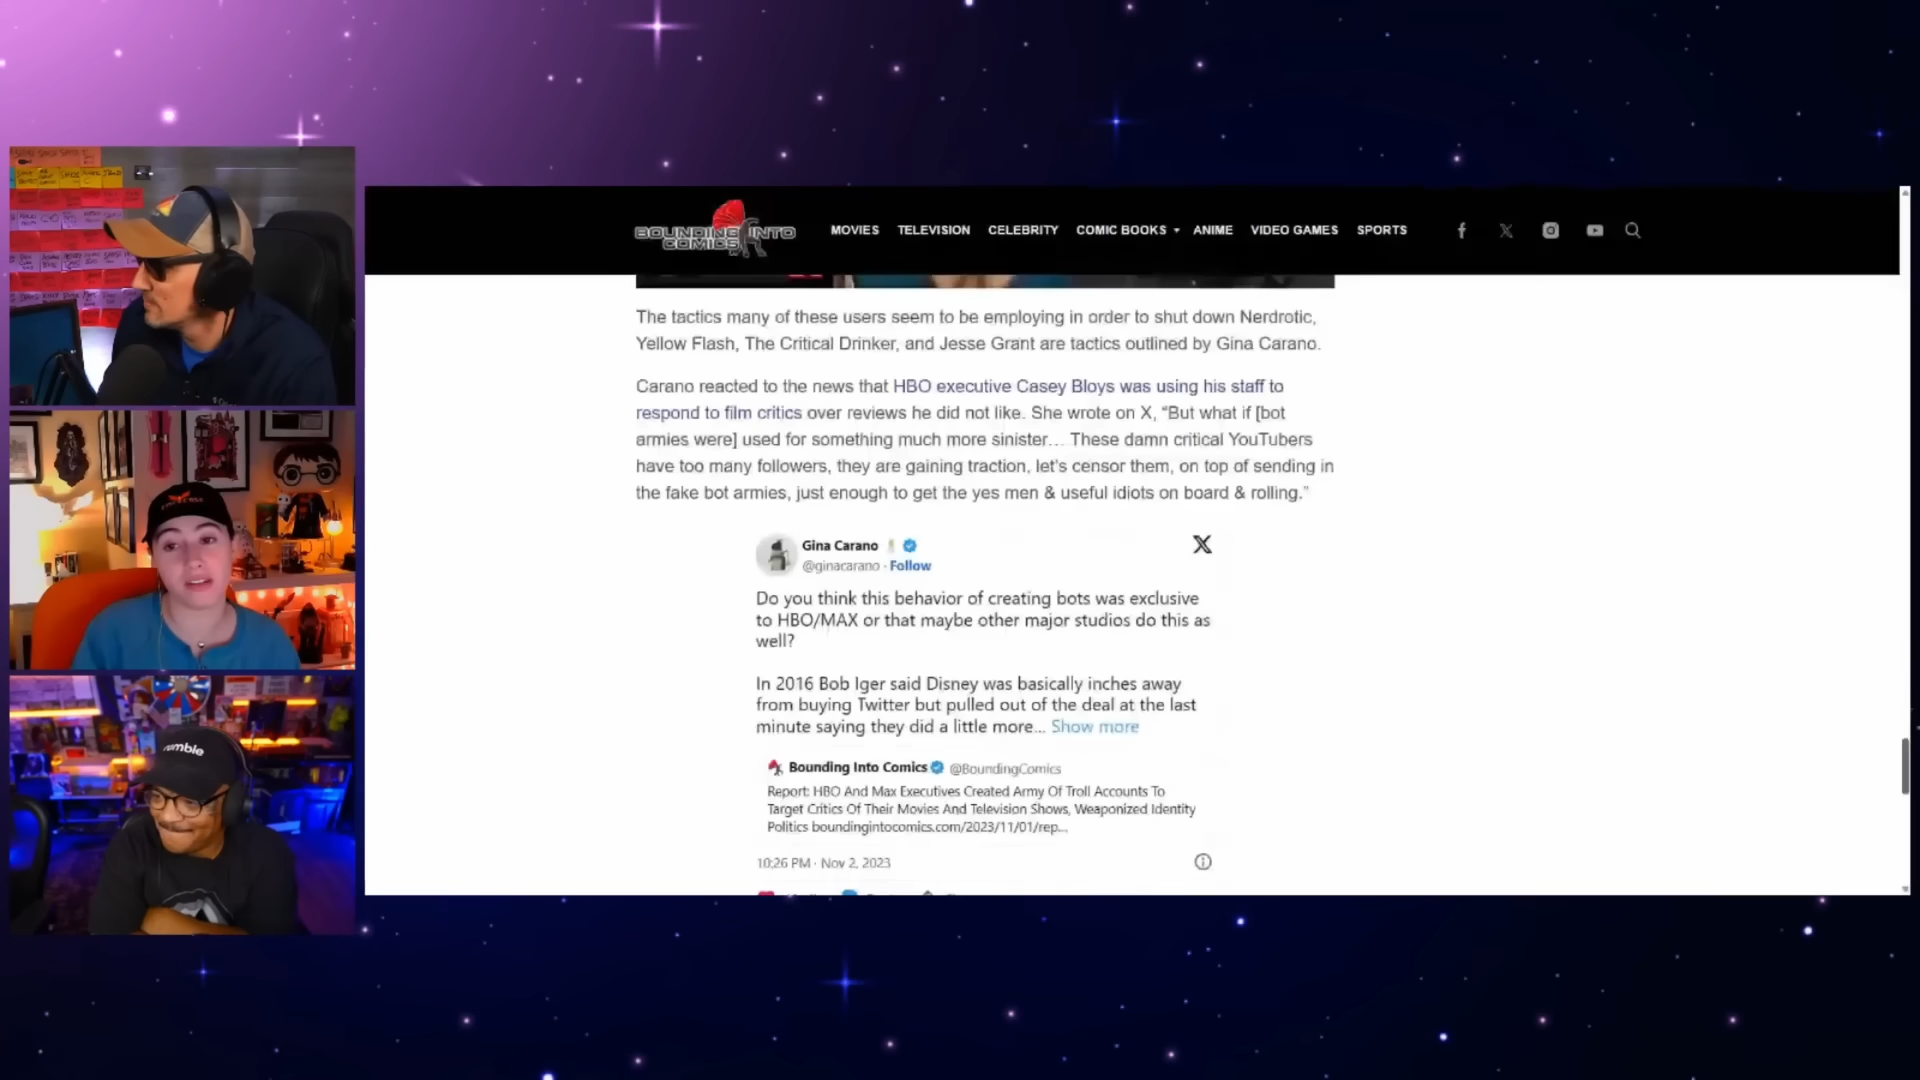 BOUNDING INTO
COMICS
MOVIES TELEVISION CELEBRITY COMIC BOOKS ANIME VIDEO GAMES SPORTS
The tactics many of these users seem to be employing in order to shut down Nerdrotic,
Yellow Flash, The Critical Drinker, and Jesse Grant are tactics outlined by Gina Carano.
Carano reacted to the news that HBO executive Casey Bloys was using his staff to
respond to film critics over reviews he did not like. She wrote on X, “But what if [bot
armies were] used for something much more sinister… These damn critical YouTubers
have too many followers, they are gaining traction, let's censor them, on top of sending in
the fake bot armies, just enough to get the yes men & useful idiots on board & rolling.”
Gina Carano
@ginacarano · Follow
Do you think this behavior of creating bots was exclusive
to HBO/MAX or that maybe other major studios do this as
well?
In 2016 Bob Iger said Disney was basically inches away
from buying Twitter but pulled out of the deal at the last
minute saying they did a little more... Show more
Bounding Into Comics @BoundingComics
Report: HBO And Max Executives Created Army Of Troll Accounts To
Target Critics Of Their Movies And Television Shows, Weaponized Identity
Politics boundingintocomics.com/2023/11/01/rep...
10:26 PM · Nov 2, 2023
rumble